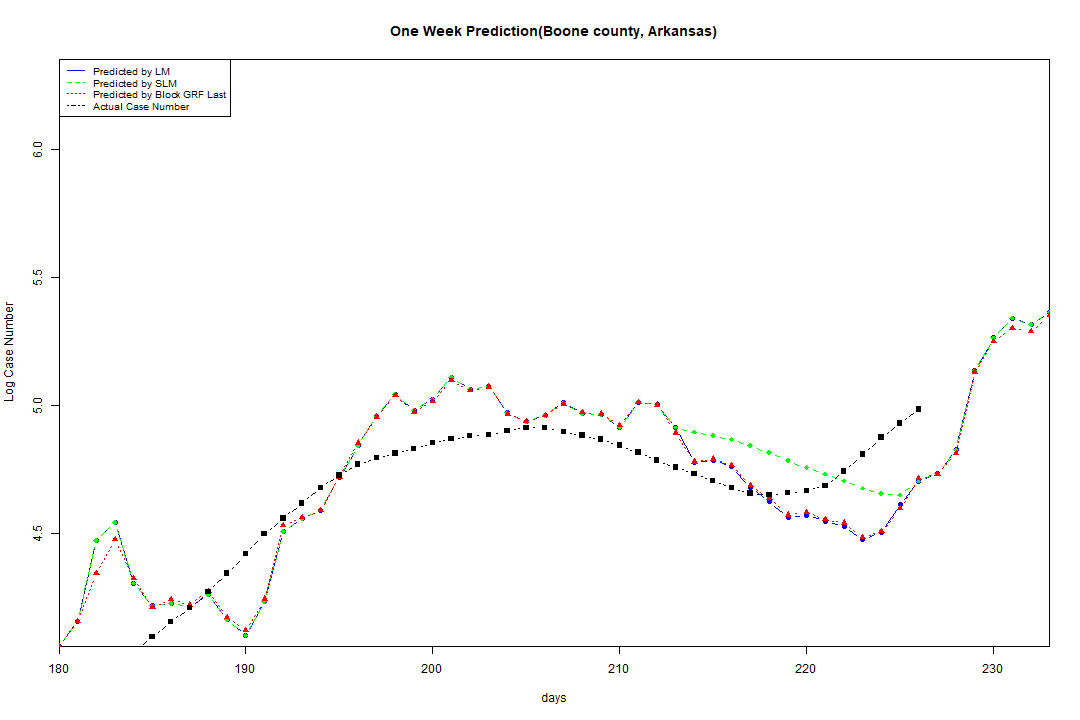 One Week Prediction(Boone county, Arkansas)
Predicted by LM
Predicted by SLM
Predicted by Block GRF Last
Actual Case Number
6.0
5.5
5.0
4.5
Log Case Number
180 190 200 210 220 230
days